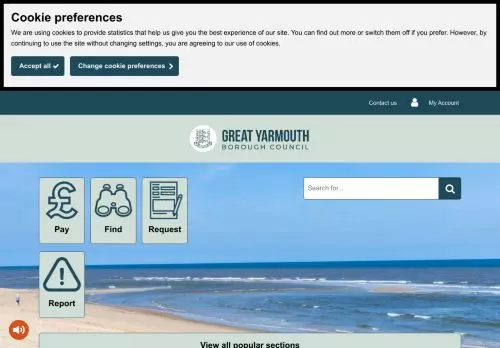 Cookie preferences
We are using cookies to provide statistics that help us give you the best experience of our site. You can find out more or switch them off if you prefer. However, by
continuing to use the site without changing settings, you are agreeing to our use of cookies.
Accept all
Change cookie preferences
Contact us
My Account
GREAT YARMOUTH
BOROUGH COUNCIL
Search for...
Pay
Find
Request
Report
View all popular sections